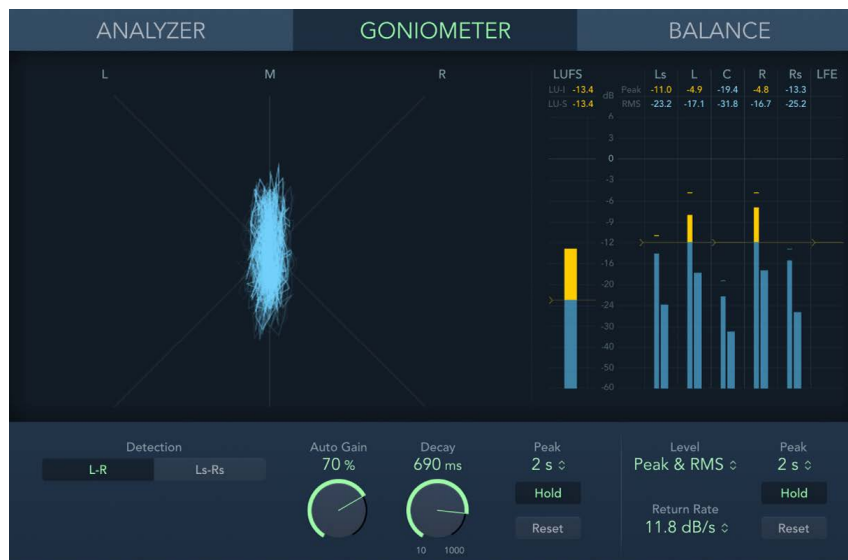 ANALYZER GONIOMETER BALANCE
L M R LUFS Ls L C R Rs LFE
LU-I -13.4 dB Peak -11.0 -4.9 -19.4 -4.8 -13.3
LU-S -13.4 RMS -23.2 -17.1 -31.8 -16.7 -25.2
6
3
0
-3
-6
-9
-12
-16
-20
-24
-30
-40
-50
-60
Detection Auto Gain Decay Peak Level Peak
L-R Ls-Rs 70 % 690 ms 2 s Peak & RMS 2 s
Hold Hold
Return Rate
Reset 11.8 dB/s Reset
10 1000